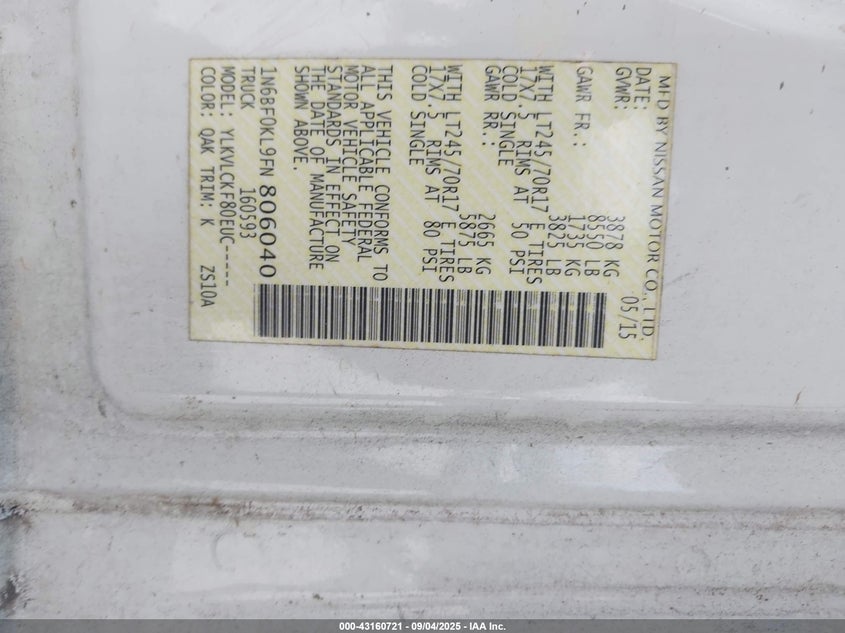 MFD BY NISSAN MOTOR CO., LTD.
DATE: 05/15
GVWR: 3878 KG
8550 LB
GAWR FR.: 1735 KG
3825 LB
WITH LT245/70R17 E TIRES
17X7.5 RIMS AT 50 PSI
COLD SINGLE
GAWR RR.: 2665 KG
5875 LB
WITH LT245/70R17 E TIRES
17X7.5 RIMS AT 80 PSI
COLD SINGLE
THIS VEHICLE CONFORMS TO
ALL APPLICABLE FEDERAL
MOTOR VEHICLE SAFETY
STANDARDS IN EFFECT ON
THE DATE OF MANUFACTURE
SHOWN ABOVE.
1N6BF0KL9FN806040
TRUCK 160593
MODEL: YLKVLCKF80EUC-----
COLOR: QAK TRIM: K ZS10A
000-43160721 - 09/04/2025 - IAA Inc.